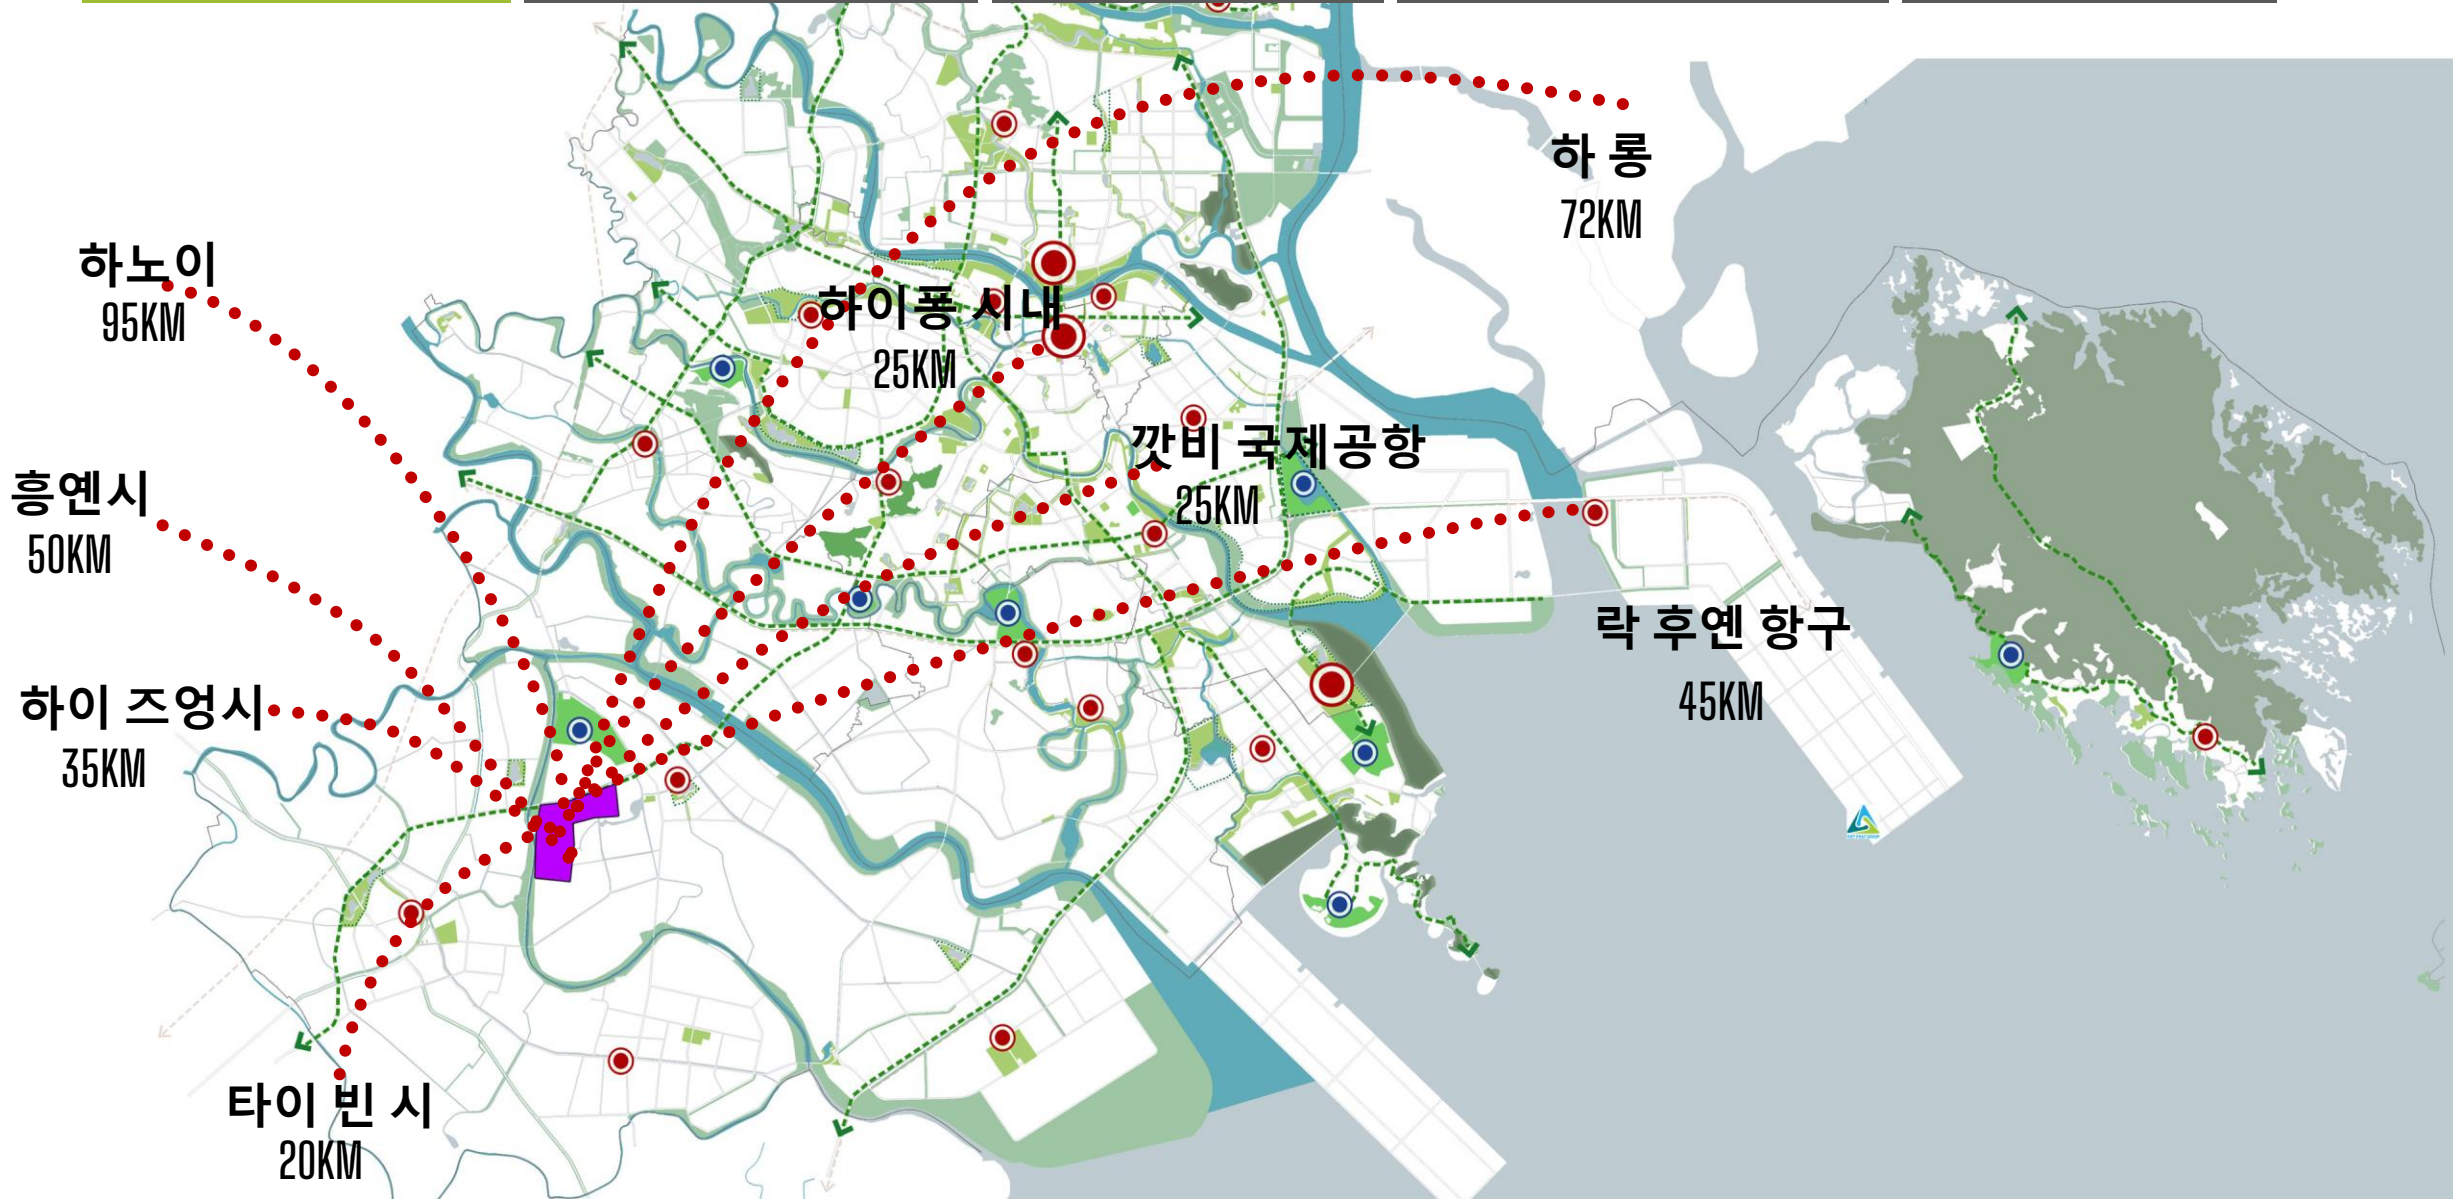 하 롱
72KM
하노이
95KM
하이퐁 시내
25KM
깟비 국제공항
25KM
흥옌시
50KM
락 후옌 항구
45KM
하이 즈엉시
35KM
타이 빈 시
20KM